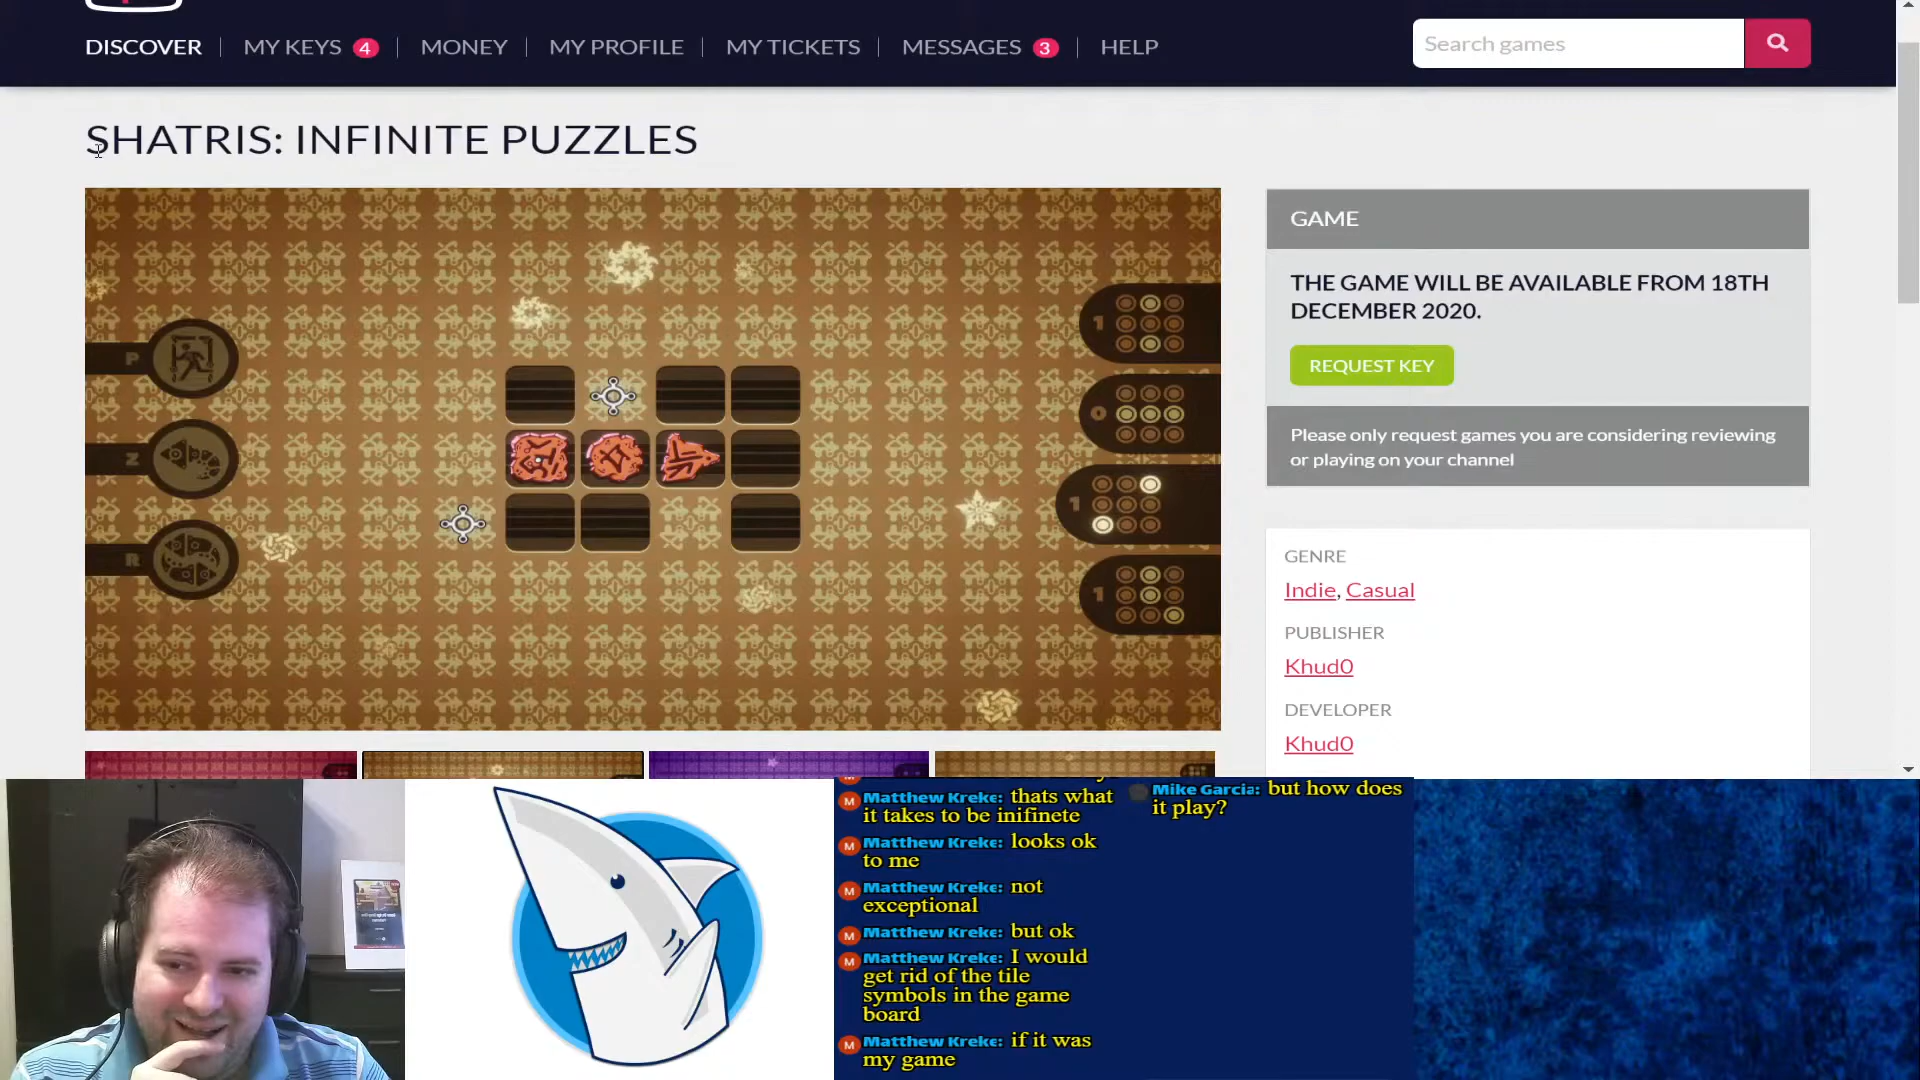 DISCOVER
MY KEYS 4
MONEY
MY PROFILE
MY TICKETS
MESSAGES 3
HELP
Search games
SHATRIS: INFINITE PUZZLES
P
Z
R
1
0
1
1
GAME
THE GAME WILL BE AVAILABLE FROM 18TH
DECEMBER 2020.
REQUEST KEY
Please only request games you are considering reviewing
or playing on your channel
GENRE
Indie, Casual
PUBLISHER
Khud0
DEVELOPER
Khud0
M Matthew Kreke: thats what
it takes to be inifinete
M Matthew Kreke: looks ok
to me
M Matthew Kreke: not
exceptional
M Matthew Kreke: but ok
M Matthew Kreke: I would
get rid of the tile
symbols in the game
board
M Matthew Kreke: if it was
my game
Mike Garcia: but how does
it play?